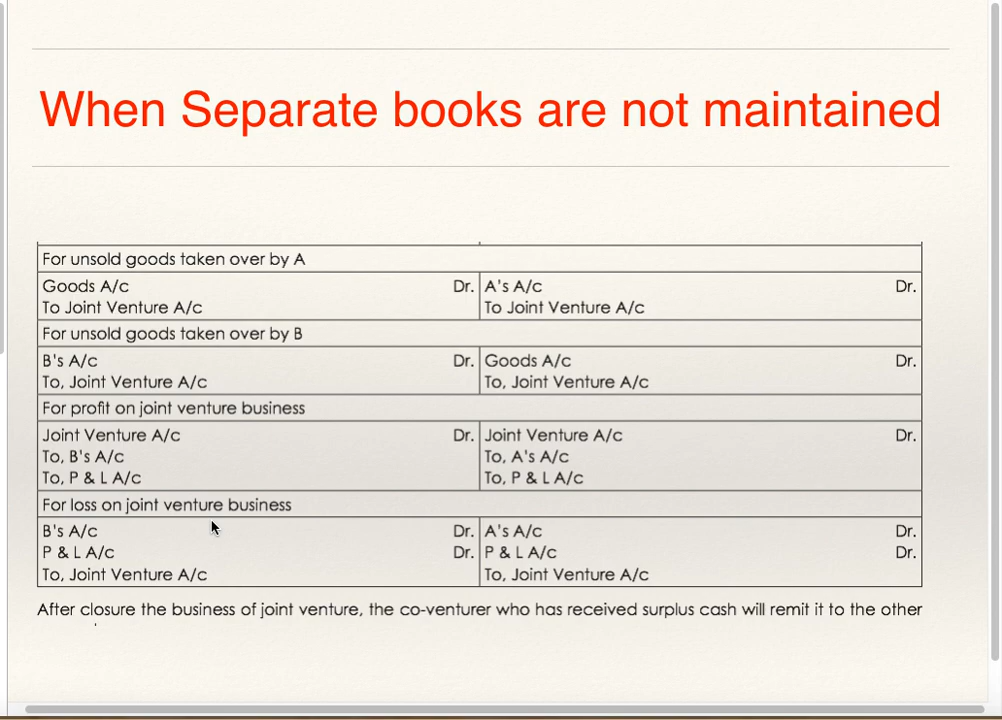 When Separate books are not maintained
For unsold goods taken over by A
Goods A/c Dr. A's A/c Dr.
To Joint Venture A/c To Joint Venture A/c
For unsold goods taken over by B
B's A/c Dr. Goods A/c Dr.
To, Joint Venture A/c To, Joint Venture A/c
For profit on joint venture business
Joint Venture A/c Dr. Joint Venture A/c Dr.
To, B's A/c To, A's A/c
To, P & L A/c To, P & L A/c
For loss on joint venture business
B's A/c Dr. A's A/c Dr.
P & L A/c Dr. P & L A/c Dr.
To, Joint Venture A/c To, Joint Venture A/c
After closure the business of joint venture, the co-venturer who has received surplus cash will remit it to the other